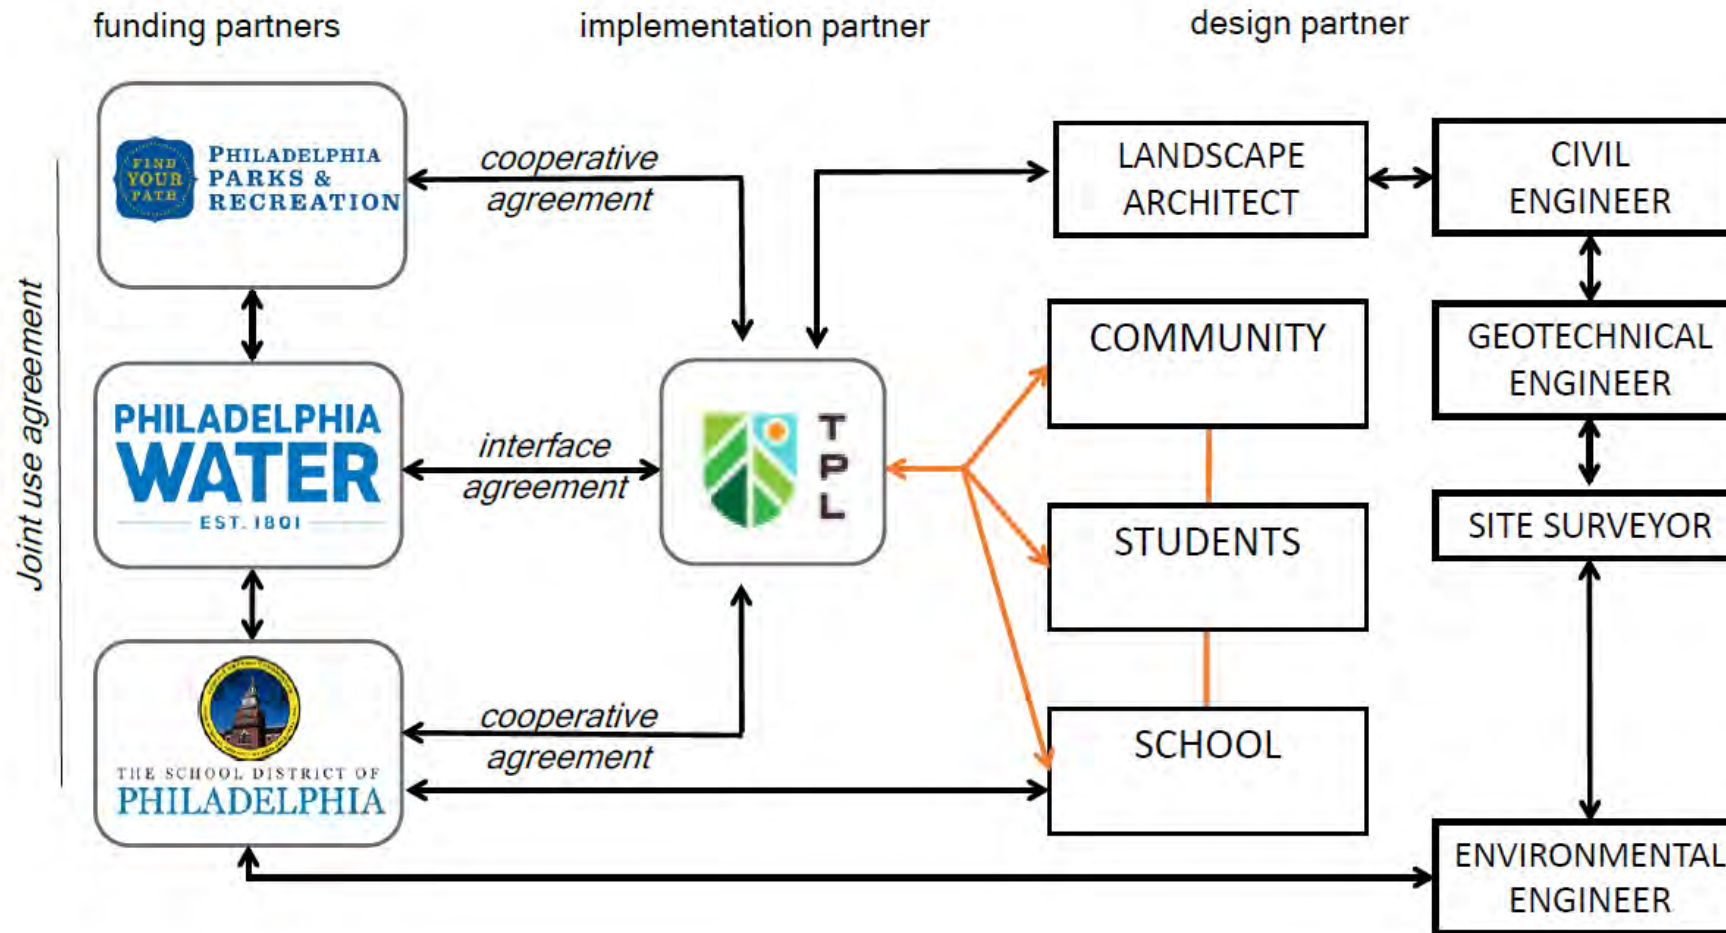 funding partners
implementation partner
design partner
FIND
YOUR
PATH
PHILADELPHIA
PARKS &
RECREATION
cooperative
agreement
LANDSCAPE
ARCHITECT
CIVIL
ENGINEER
Joint use agreement
PHILADELPHIA
WATER
EST. 1801
interface
agreement
T
P
L
COMMUNITY
GEOTECHNICAL
ENGINEER
STUDENTS
SITE SURVEYOR
THE SCHOOL DISTRICT OF
PHILADELPHIA
cooperative
agreement
SCHOOL
ENVIRONMENTAL
ENGINEER